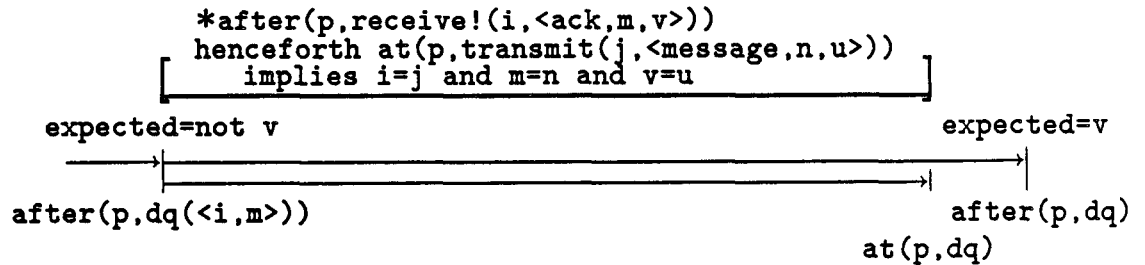 *after(p,receive!(i,<ack,m,v>))
henceforth at(p,transmit(j,<message,n,u>))
implies i=j and m=n and v=u
expected=not v
expected=v
after(p,dq(<i,m>))
after(p,dq)
at(p,dq)